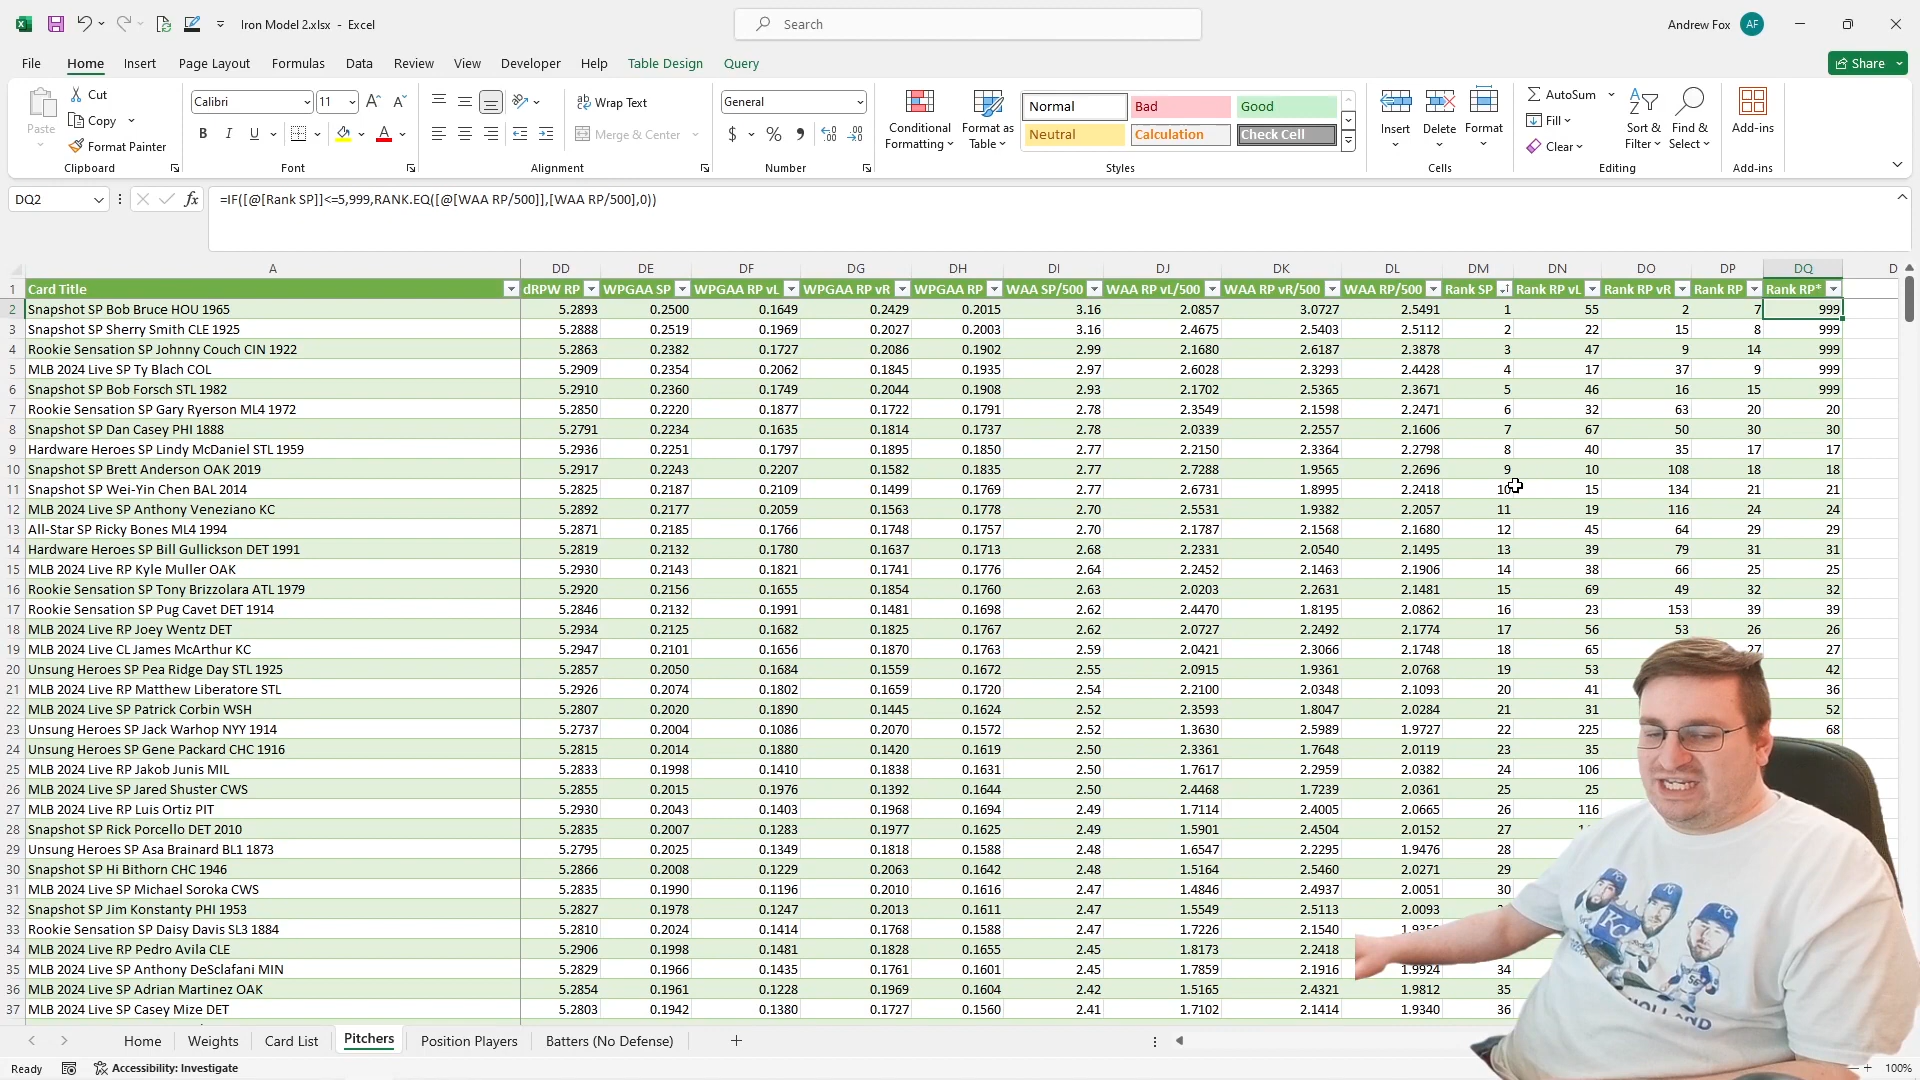 Iron Model 2.xlsx - Excel
Search
Andrew Fox AF
File Home Insert Page Layout Formulas Data Review View Developer Help Table Design Query
Share
Paste Cut Copy Format Painter Clipboard
Calibri 11 B I U Font
Wrap Text Merge & Center Alignment
General $ % Number
Conditional Formatting Format as Table
Normal Bad Good
Neutral Calculation Check Cell
Styles
Insert Delete Format Cells
AutoSum Fill Clear Sort & Filter Find & Select Editing
Add-ins Add-ins
DQ2 fx =IF([@[Rank SP]]<=5,999,RANK.EQ([@[WAA RP/500]],[WAA RP/500],0))
A DD DE DF DG DH DI DJ DK DL DM DN DO DP DQ D
1 Card Title dRPW RP WPGAA SP WPGAA RP vL WPGAA RP vR WPGAA RP WAA SP/500 WAA RP vL/500 WAA RP vR/500 WAA RP/500 Rank SP Rank RP vL Rank RP vR Rank RP Rank RP*
2 Snapshot SP Bob Bruce HOU 1965 5.2893 0.2500 0.1649 0.2429 0.2015 3.16 2.0857 3.0727 2.5491 1 55 2 7 999
3 Snapshot SP Sherry Smith CLE 1925 5.2888 0.2519 0.1969 0.2027 0.2003 3.16 2.4675 2.5403 2.5112 2 22 15 8 999
4 Rookie Sensation SP Johnny Couch CIN 1922 5.2863 0.2382 0.1727 0.2086 0.1902 2.99 2.1680 2.6187 2.3878 3 47 9 14 999
5 MLB 2024 Live SP Ty Blach COL 5.2909 0.2354 0.2062 0.1845 0.1935 2.97 2.6028 2.3293 2.4428 4 17 37 9 999
6 Snapshot SP Bob Forsch STL 1982 5.2910 0.2360 0.1749 0.2044 0.1908 2.93 2.1702 2.5365 2.3671 5 46 16 15 999
7 Rookie Sensation SP Gary Ryerson ML4 1972 5.2850 0.2220 0.1877 0.1722 0.1791 2.78 2.3549 2.1598 2.2471 6 32 63 20 20
8 Snapshot SP Dan Casey PHI 1888 5.2791 0.2234 0.1635 0.1814 0.1737 2.78 2.0339 2.2557 2.1606 7 67 50 30 30
9 Hardware Heroes SP Lindy McDaniel STL 1959 5.2936 0.2251 0.1797 0.1895 0.1850 2.77 2.2150 2.3364 2.2798 8 40 35 17 17
10 Snapshot SP Brett Anderson OAK 2019 5.2917 0.2243 0.2207 0.1582 0.1835 2.77 2.7288 1.9565 2.2696 9 10 108 18 18
11 Snapshot SP Wei-Yin Chen BAL 2014 5.2825 0.2187 0.2109 0.1499 0.1769 2.77 2.6731 1.8995 2.2418 10 15 134 21 21
12 MLB 2024 Live SP Anthony Veneziano KC 5.2892 0.2177 0.2059 0.1563 0.1768 2.70 2.5531 1.9382 2.2057 11 19 116 24 24
13 All-Star SP Ricky Bones ML4 1994 5.2871 0.2185 0.1766 0.1748 0.1757 2.70 2.1787 2.1568 2.1680 12 45 64 29 29
14 Hardware Heroes SP Bill Gullickson DET 1991 5.2819 0.2132 0.1780 0.1637 0.1713 2.68 2.2331 2.0540 2.1495 13 39 79 31 31
15 MLB 2024 Live RP Kyle Muller OAK 5.2930 0.2143 0.1821 0.1741 0.1776 2.64 2.2452 2.1463 2.1906 14 38 66 25 25
16 Rookie Sensation SP Tony Brizzolara ATL 1979 5.2920 0.2156 0.1655 0.1854 0.1760 2.63 2.0203 2.2631 2.1481 15 69 49 32 32
17 Rookie Sensation SP Pug Cavet DET 1914 5.2846 0.2132 0.1991 0.1481 0.1698 2.62 2.4470 1.8195 2.0862 16 23 153 39 39
18 MLB 2024 Live RP Joey Wentz DET 5.2934 0.2125 0.1682 0.1825 0.1767 2.62 2.0727 2.2492 2.1774 17 56 53 26 26
19 MLB 2024 Live CL James McArthur KC 5.2947 0.2101 0.1656 0.1870 0.1763 2.59 2.0421 2.3066 2.1748 18 65 27 27
20 Unsung Heroes SP Pea Ridge Day STL 1925 5.2857 0.2050 0.1684 0.1559 0.1672 2.55 2.0915 1.9361 2.0768 19 53 42
21 MLB 2024 Live RP Matthew Liberatore STL 5.2926 0.2074 0.1802 0.1659 0.1720 2.54 2.2100 2.0348 2.1093 20 41 36
22 MLB 2024 Live SP Patrick Corbin WSH 5.2807 0.2020 0.1890 0.1445 0.1624 2.52 2.3593 1.8047 2.0284 21 31 52
23 Unsung Heroes SP Jack Warhop NYY 1914 5.2737 0.2004 0.1086 0.2070 0.1572 2.52 1.3630 2.5989 1.9727 22 225 68
24 Unsung Heroes SP Gene Packard CHC 1916 5.2815 0.2014 0.1880 0.1420 0.1619 2.50 2.3361 1.7648 2.0119 23 35
25 MLB 2024 Live RP Jakob Junis MIL 5.2833 0.1998 0.1410 0.1838 0.1631 2.50 1.7617 2.2959 2.0382 24 106
26 MLB 2024 Live SP Jared Shuster CWS 5.2855 0.2015 0.1976 0.1392 0.1644 2.50 2.4468 1.7239 2.0361 25 25
27 MLB 2024 Live RP Luis Ortiz PIT 5.2930 0.2043 0.1403 0.1968 0.1694 2.49 1.7114 2.4005 2.0665 26 116
28 Snapshot SP Rick Porcello DET 2010 5.2835 0.2007 0.1283 0.1977 0.1625 2.49 1.5901 2.4504 2.0152 27
29 Unsung Heroes SP Asa Brainard BL1 1873 5.2795 0.2025 0.1349 0.1818 0.1588 2.48 1.6547 2.2295 1.9476 28
30 Snapshot SP Hi Bithorn CHC 1946 5.2866 0.2008 0.1229 0.2063 0.1642 2.48 1.5164 2.5460 2.0271 29
31 MLB 2024 Live SP Michael Soroka CWS 5.2835 0.1990 0.1196 0.2010 0.1616 2.47 1.4846 2.4937 2.0051 30
32 Snapshot SP Jim Konstanty PHI 1953 5.2827 0.1978 0.1247 0.2013 0.1611 2.47 1.5549 2.5113 2.0093
33 Rookie Sensation SP Daisy Davis SL3 1884 5.2810 0.2024 0.1414 0.1768 0.1588 2.47 1.7226 2.1540
34 MLB 2024 Live RP Pedro Avila CLE 5.2906 0.1998 0.1481 0.1828 0.1655 2.45 1.8173 2.2418
35 MLB 2024 Live SP Anthony DeSclafani MIN 5.2829 0.1966 0.1435 0.1761 0.1601 2.45 1.7859 2.1916 1.9924 34
36 MLB 2024 Live SP Adrian Martinez OAK 5.2854 0.1961 0.1228 0.1969 0.1604 2.42 1.5165 2.4321 1.9812 35
37 MLB 2024 Live SP Casey Mize DET 5.2803 0.1942 0.1380 0.1727 0.1560 2.41 1.7102 2.1414 1.9340 36
Home Weights Card List Pitchers Position Players Batters (No Defense) +
Ready Accessibility: Investigate 100%